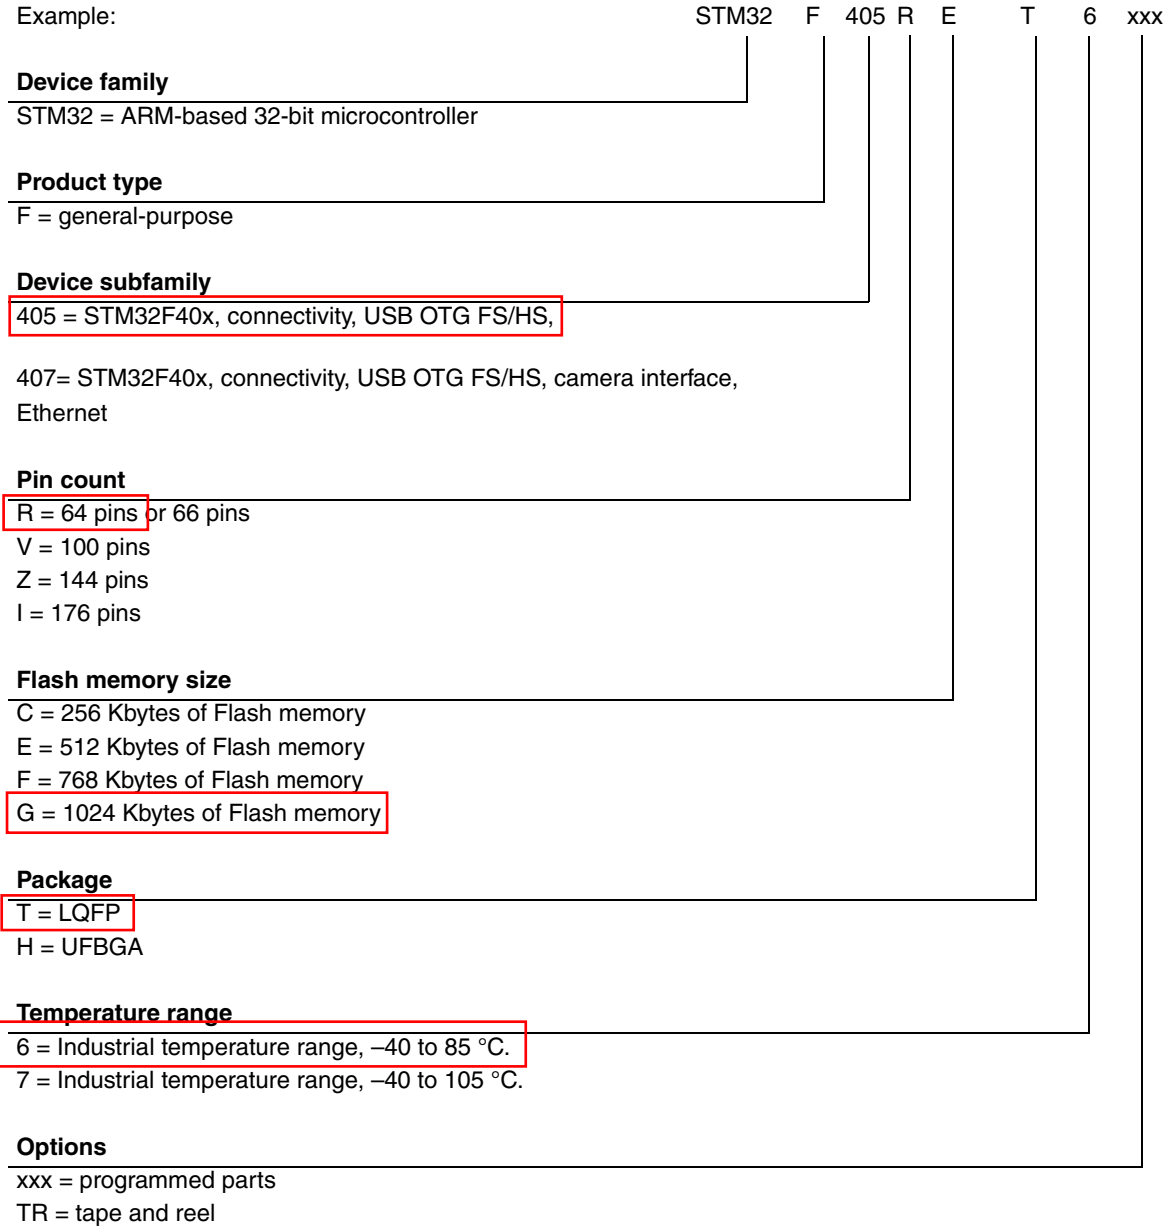 Example: STM32 F 405 R E T 6 xxx
Device family
STM32 = ARM-based 32-bit microcontroller
Product type
F = general-purpose
Device subfamily
405 = STM32F40x, connectivity, USB OTG FS/HS,
407= STM32F40x, connectivity, USB OTG FS/HS, camera interface,
Ethernet
Pin count
R = 64 pins or 66 pins
V = 100 pins
Z = 144 pins
I = 176 pins
Flash memory size
C = 256 Kbytes of Flash memory
E = 512 Kbytes of Flash memory
F = 768 Kbytes of Flash memory
G = 1024 Kbytes of Flash memory
Package
T = LQFP
H = UFBGA
Temperature range
6 = Industrial temperature range, –40 to 85 °C.
7 = Industrial temperature range, –40 to 105 °C.
Options
xxx = programmed parts
TR = tape and reel